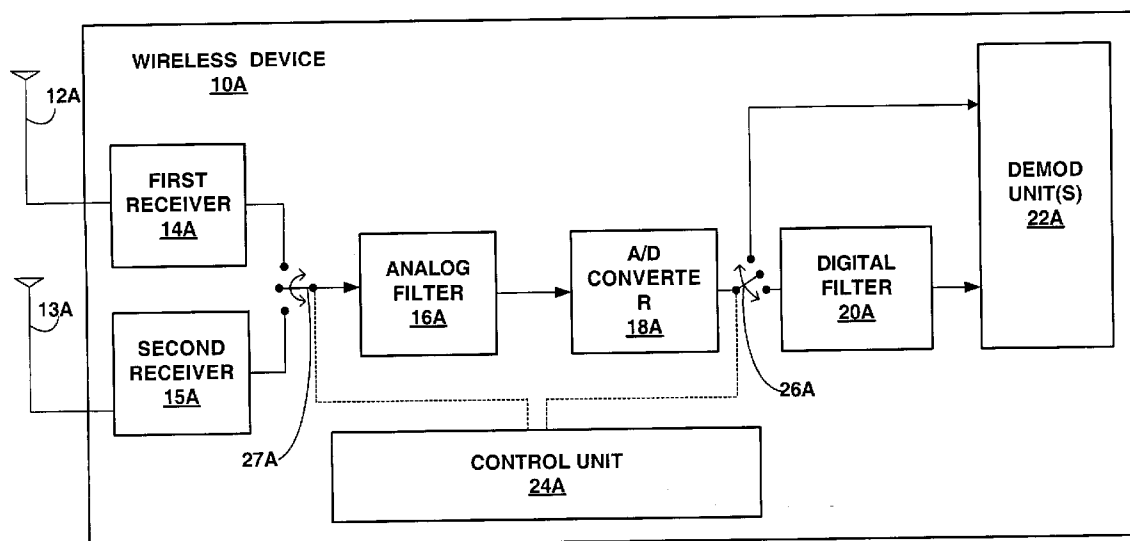 WIRELESS DEVICE
10A
12A
FIRST
RECEIVER
14A
13A
SECOND
RECEIVER
15A
27A
ANALOG
FILTER
16A
A/D
CONVERTE
R
18A
26A
DIGITAL
FILTER
20A
DEMOD
UNIT(S)
22A
CONTROL UNIT
24A